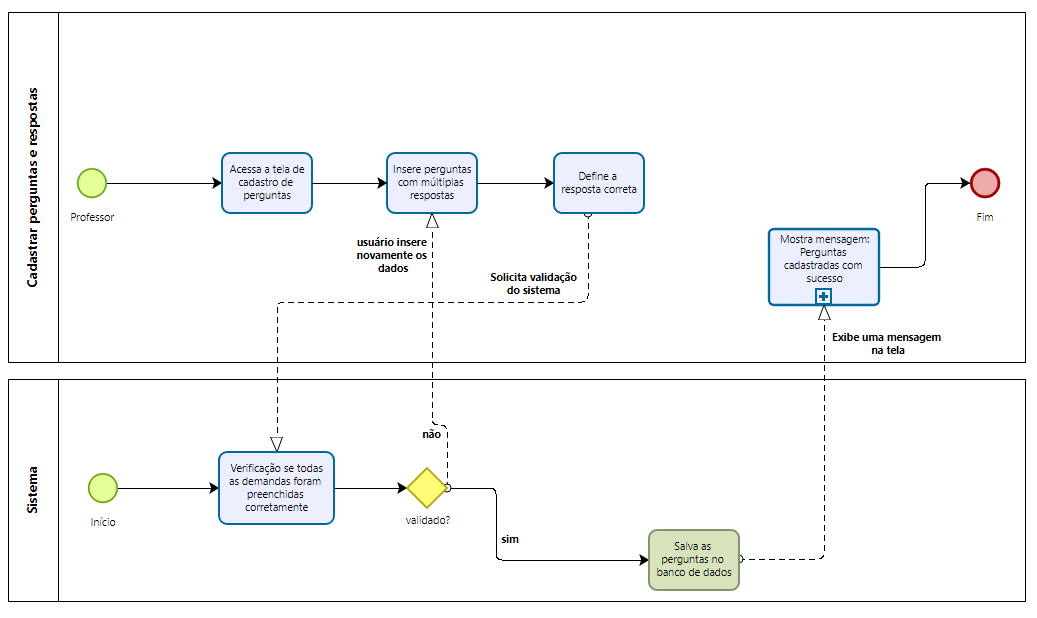 Cadastrar perguntas e respostas
Professor
Acessa a tela de
cadastro de
perguntas
Insere perguntas
com múltiplas
respostas
Define a
resposta correta
usuário insere
novamente os
dados
Solicita validação
do sistema
Mostra mensagem:
Perguntas
cadastradas com
sucesso
Fim
Exibe uma mensagem
na tela
Sistema
Início
Verificação se todas
as demandas foram
preenchidas
corretamente
não
validado?
sim
Salva as
perguntas no
banco de dados